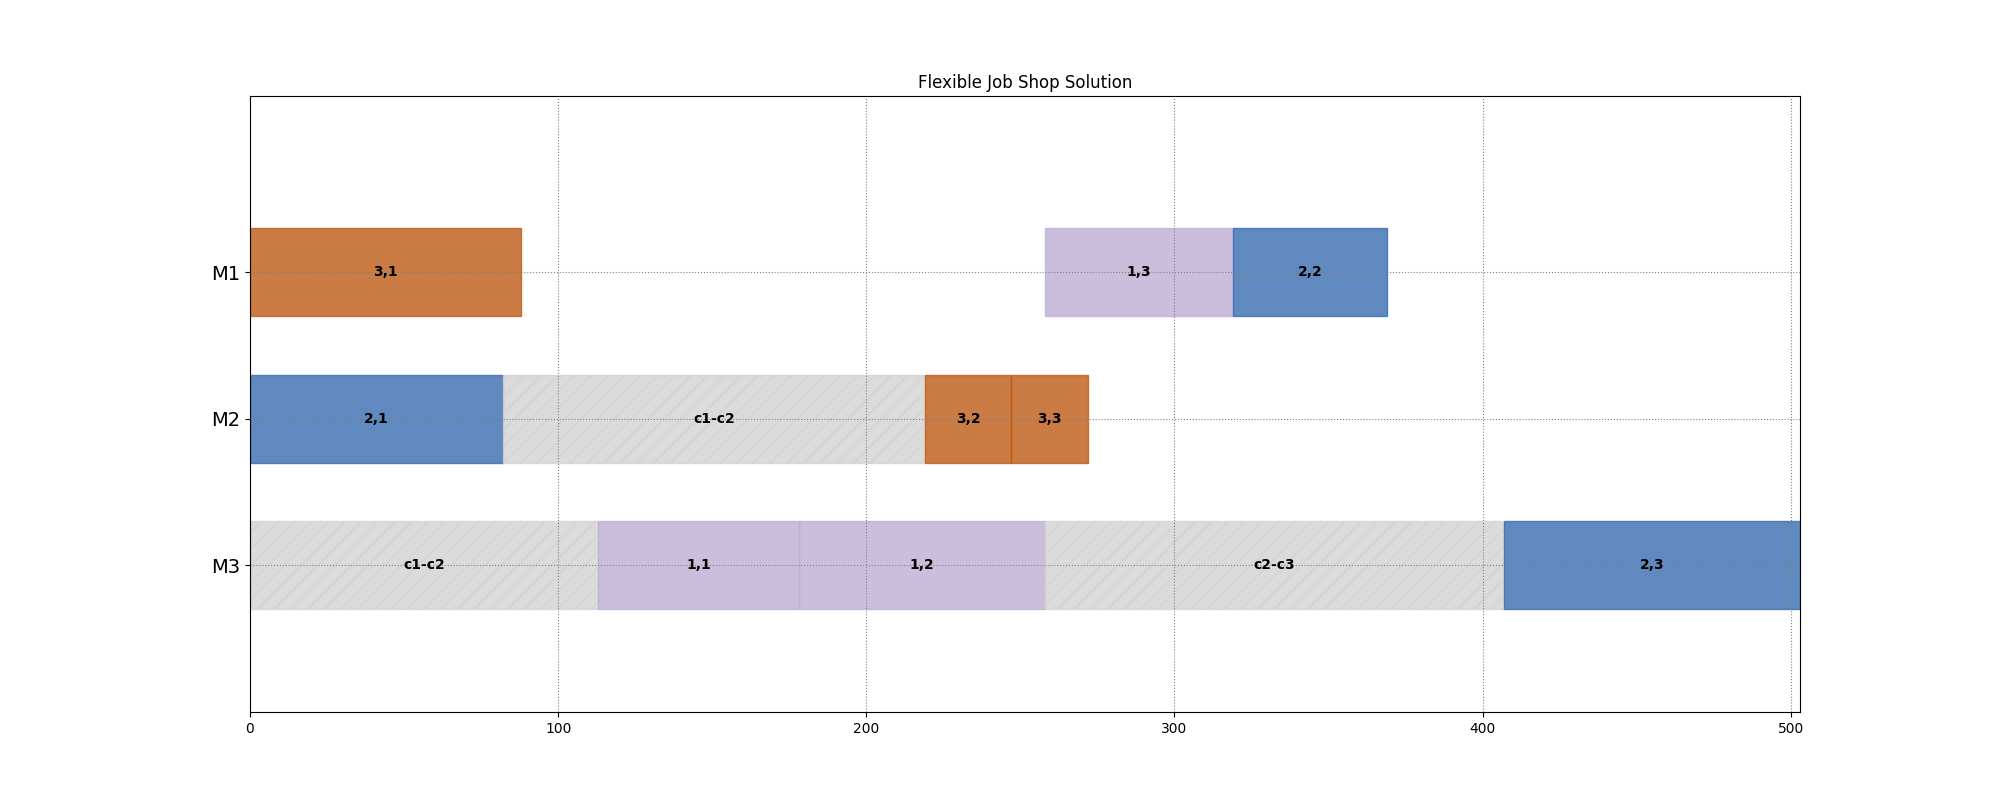 Flexible Job Shop Solution
M1
3,1
1,3
2,2
M2
2,1
c1-c2
3,2
3,3
M3
c1-c2
1,1
1,2
c2-c3
2,3
0
100
200
300
400
500